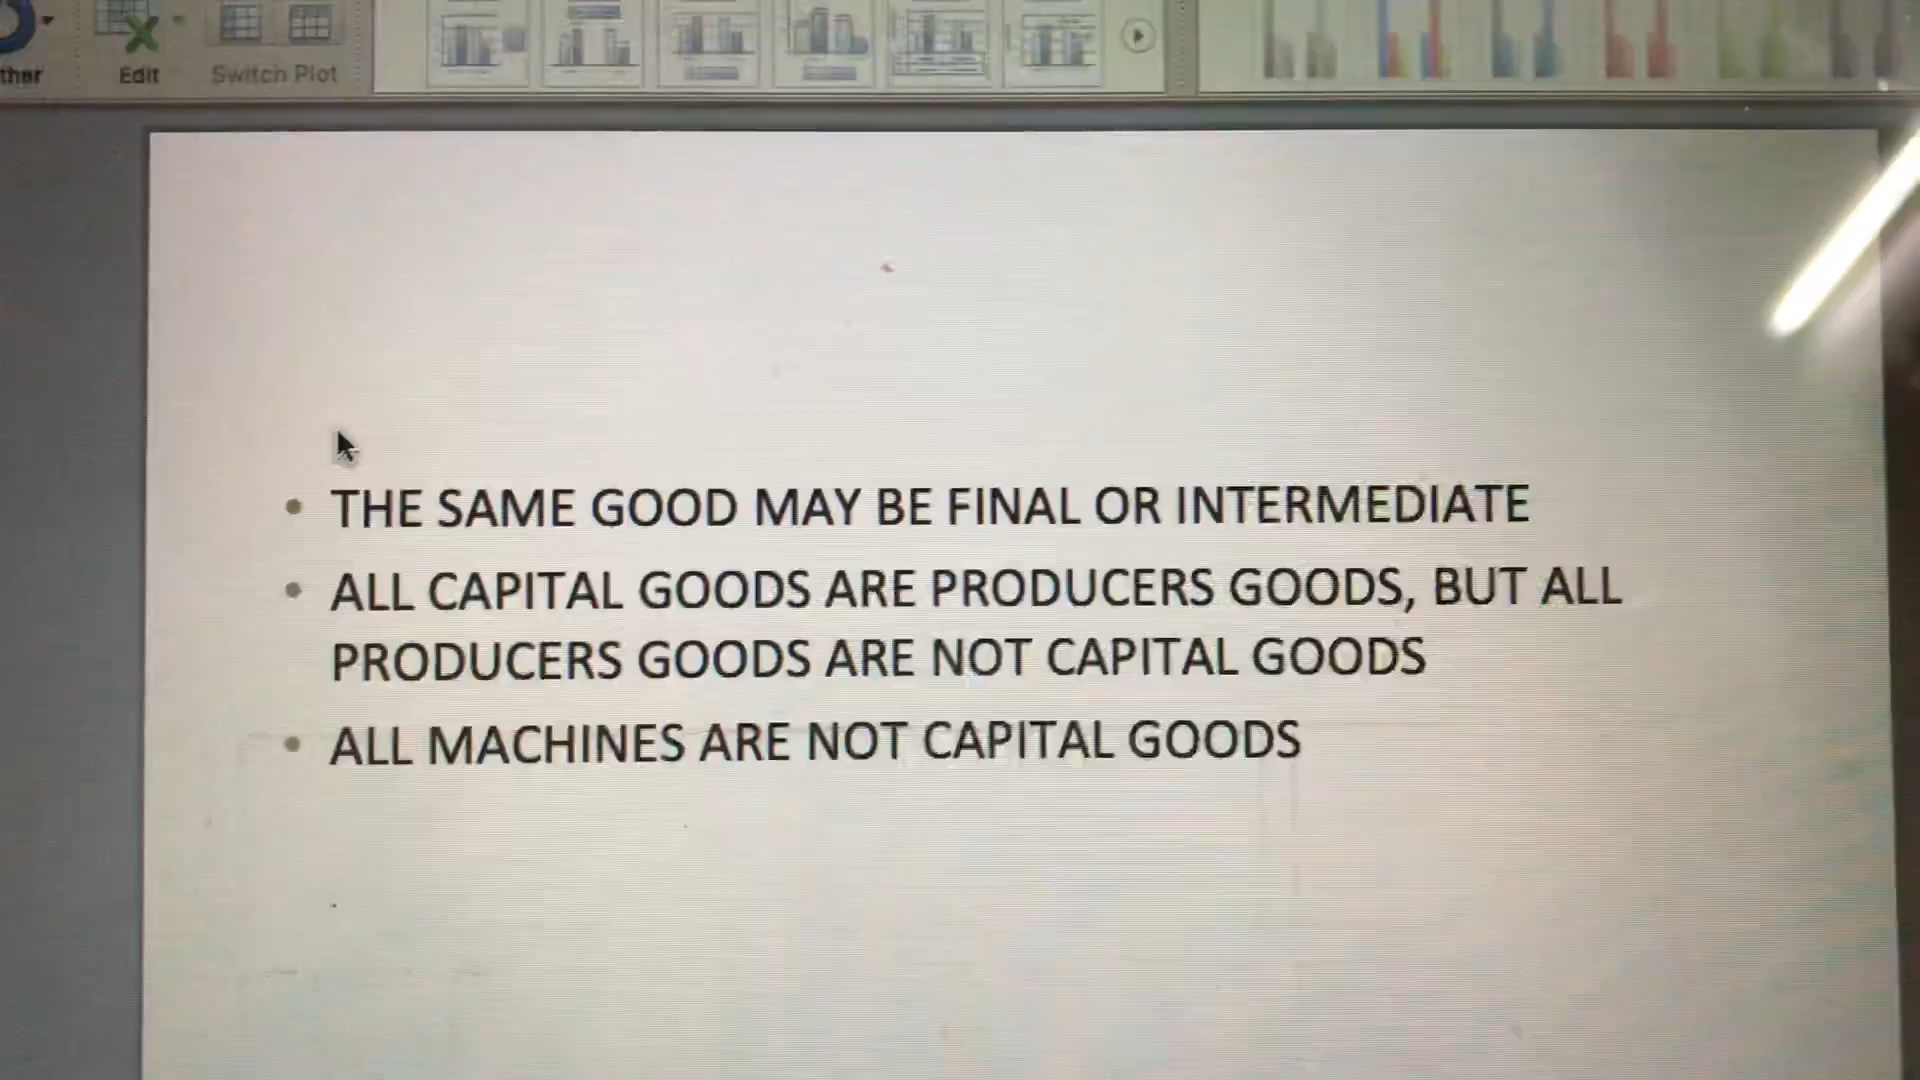 ther Edit Switch Plot
• THE SAME GOOD MAY BE FINAL OR INTERMEDIATE
• ALL CAPITAL GOODS ARE PRODUCERS GOODS, BUT ALL
PRODUCERS GOODS ARE NOT CAPITAL GOODS
• ALL MACHINES ARE NOT CAPITAL GOODS